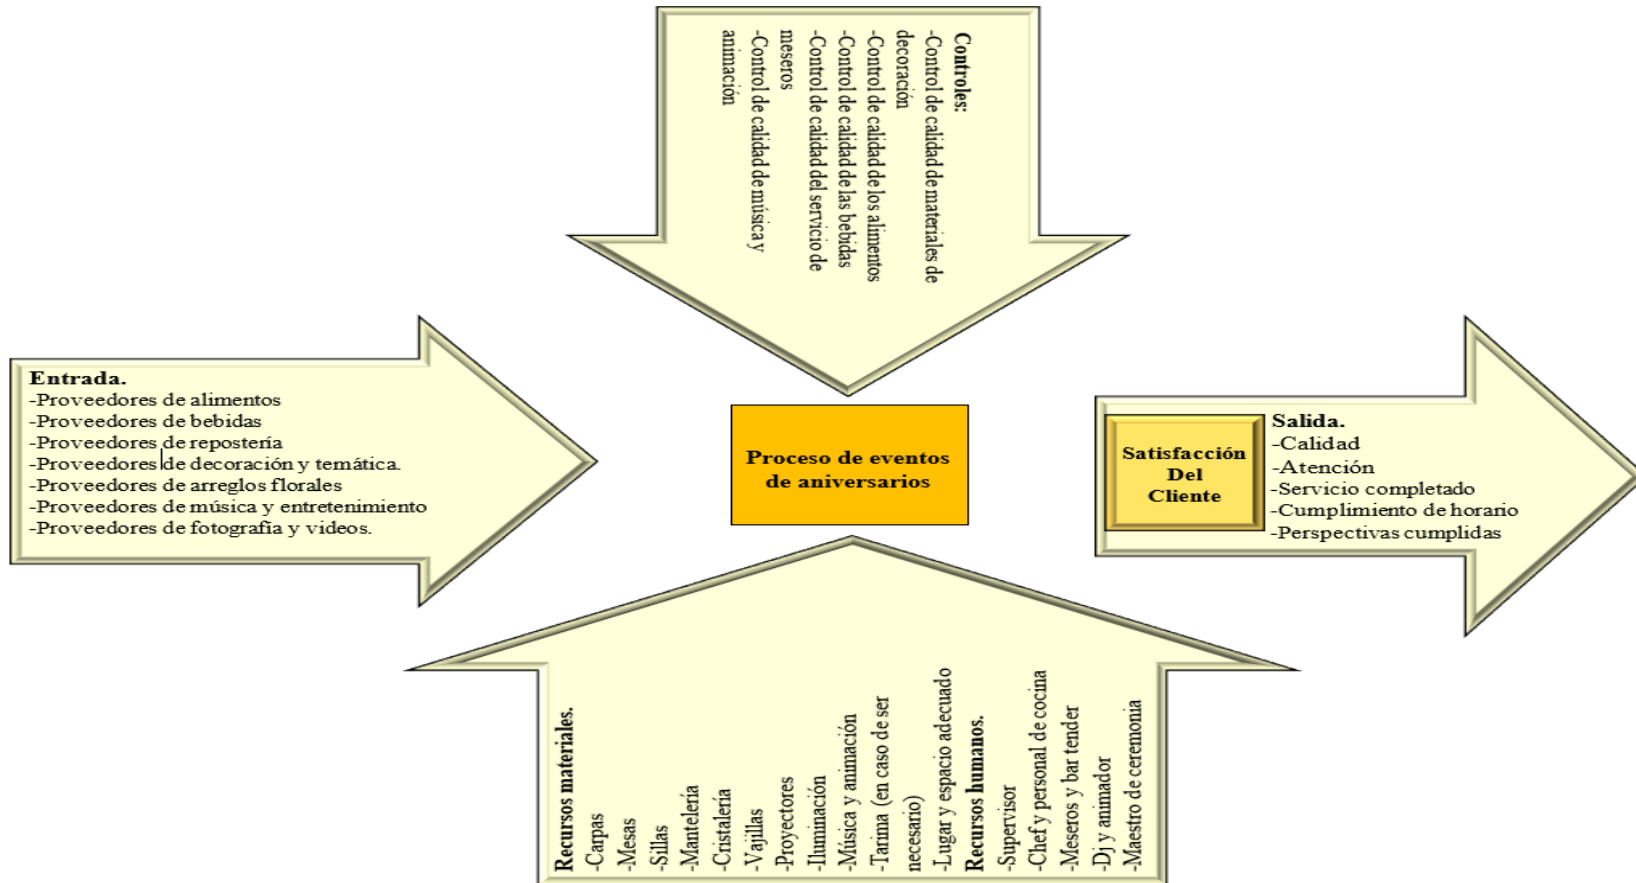 Controles:
-Control de calidad de materiales de
decoración
-Control de calidad de los alimentos
-Control de calidad de las bebidas
-Control de calidad del servicio de
meseros
-Control de calidad de música y
animación
Entrada.
-Proveedores de alimentos
-Proveedores de bebidas
-Proveedores de repostería
-Proveedores de decoración y temática.
-Proveedores de arreglos florales
-Proveedores de música y entretenimiento
-Proveedores de fotografía y videos.
Proceso de eventos
de aniversarios
Satisfacción
Del
Cliente
Salida.
-Calidad
-Atención
-Servicio completado
-Cumplimiento de horario
-Perspectivas cumplidas
Recursos materiales.
-Carpas
-Mesas
-Sillas
-Mantelería
-Cristalería
-Vajillas
-Proyectores
-Iluminación
-Música y animación
-Tarima (en caso de ser
necesario)
-Lugar y espacio adecuado
Recursos humanos.
-Supervisor
-Chef y personal de cocina
-Meseros y bar tender
-Dj y animador
-Maestro de ceremonia